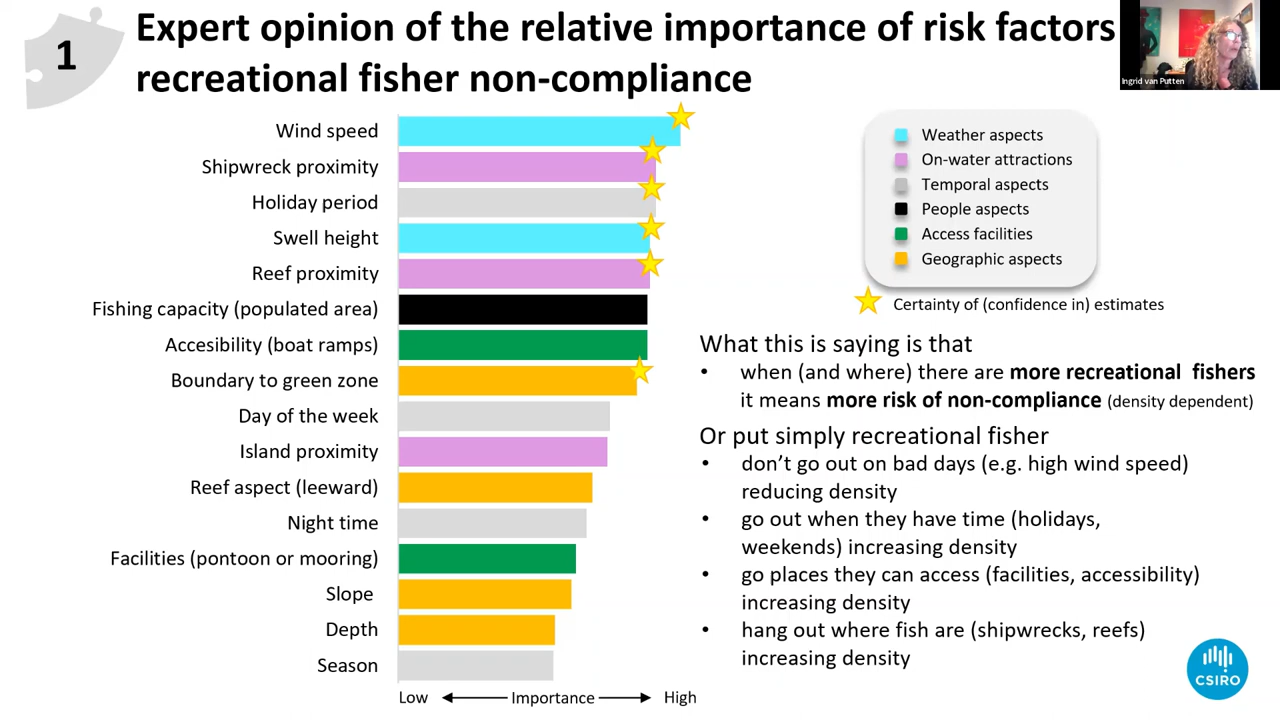 1
Expert opinion of the relative importance of risk factors
recreational fisher non-compliance
Ingrid van Putten
Wind speed
Shipwreck proximity
Holiday period
Swell height
Reef proximity
Fishing capacity (populated area)
Accesibility (boat ramps)
Boundary to green zone
Day of the week
Island proximity
Reef aspect (leeward)
Night time
Facilities (pontoon or mooring)
Slope
Depth
Season
Low Importance High
Weather aspects
On-water attractions
Temporal aspects
People aspects
Access facilities
Geographic aspects
Certainty of (confidence in) estimates
What this is saying is that
• when (and where) there are more recreational fishers
it means more risk of non-compliance (density dependent)
Or put simply recreational fisher
• don't go out on bad days (e.g. high wind speed)
reducing density
• go out when they have time (holidays,
weekends) increasing density
• go places they can access (facilities, accessibility)
increasing density
• hang out where fish are (shipwrecks, reefs)
increasing density
CSIRO